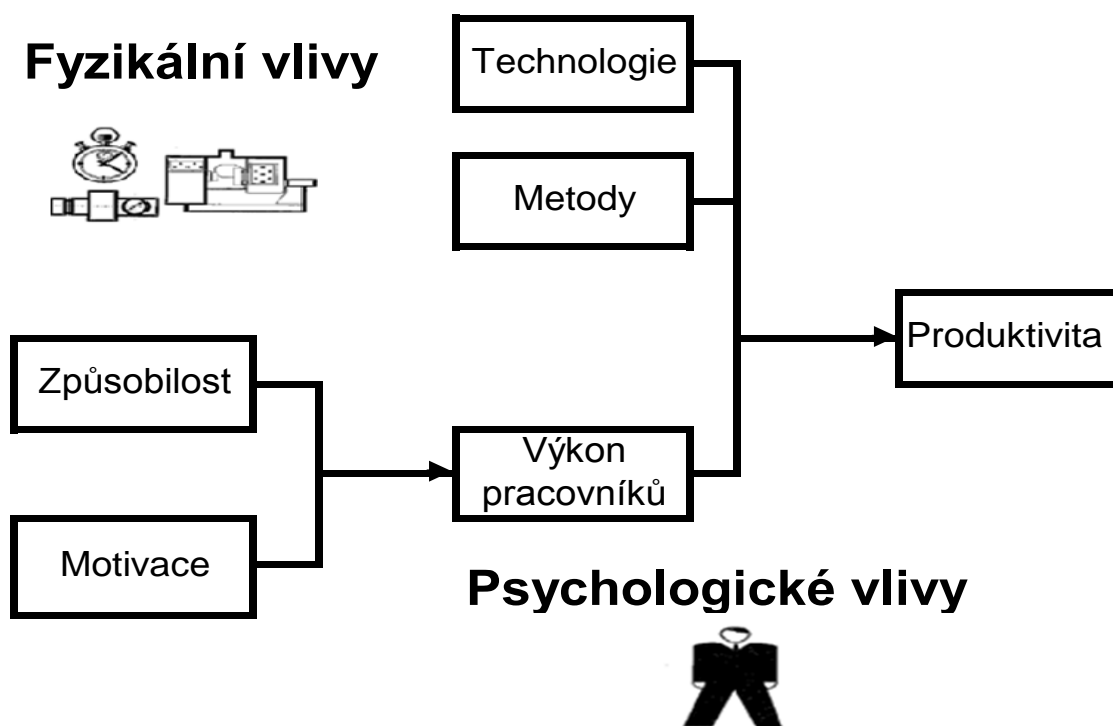 Fyzikální vlivy
Technologie
Metody
Produktivita
Způsobilost
Výkon
pracovníků
Motivace
Psychologické vlivy